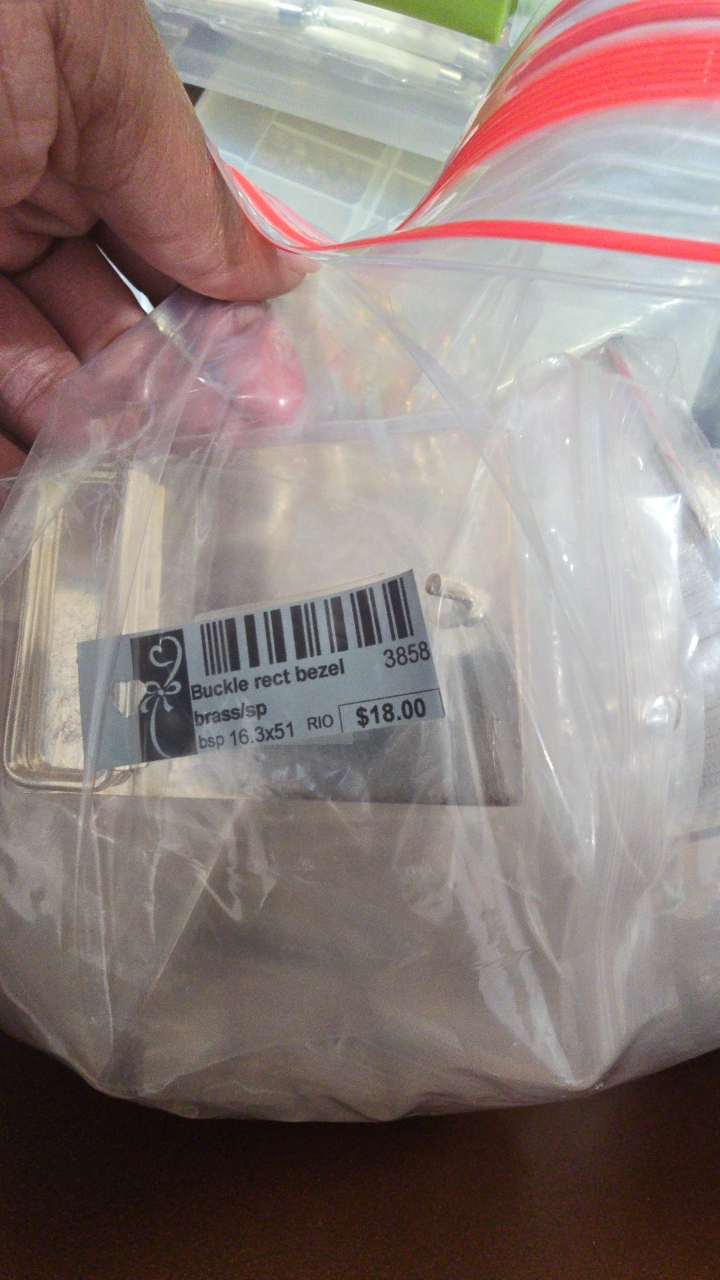 3858
Buckle rect bezel
brass/sp
bsp 16.3x51 RIO $18.00